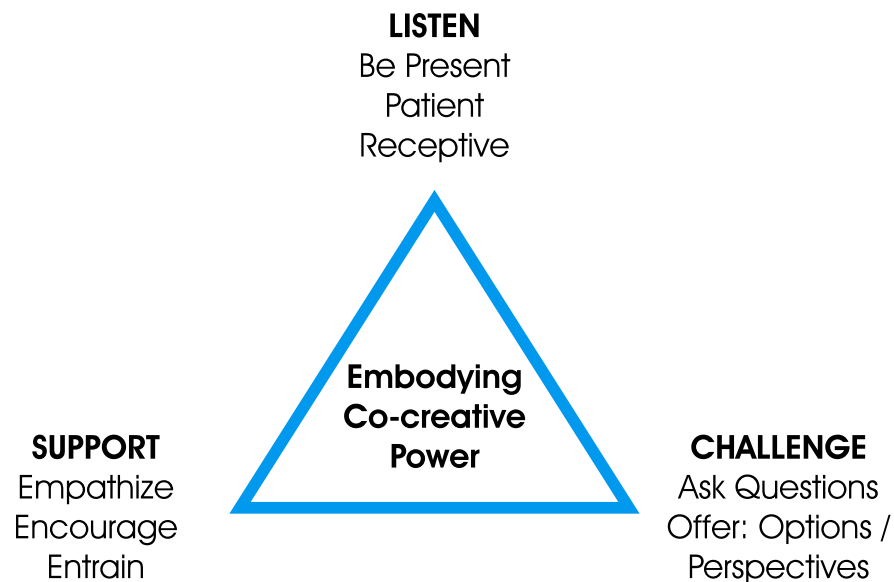 LISTEN
Be Present
Patient
Receptive
Embodying
Co-creative
Power
SUPPORT
Empathize
Encourage
Entrain
CHALLENGE
Ask Questions
Offer: Options /
Perspectives